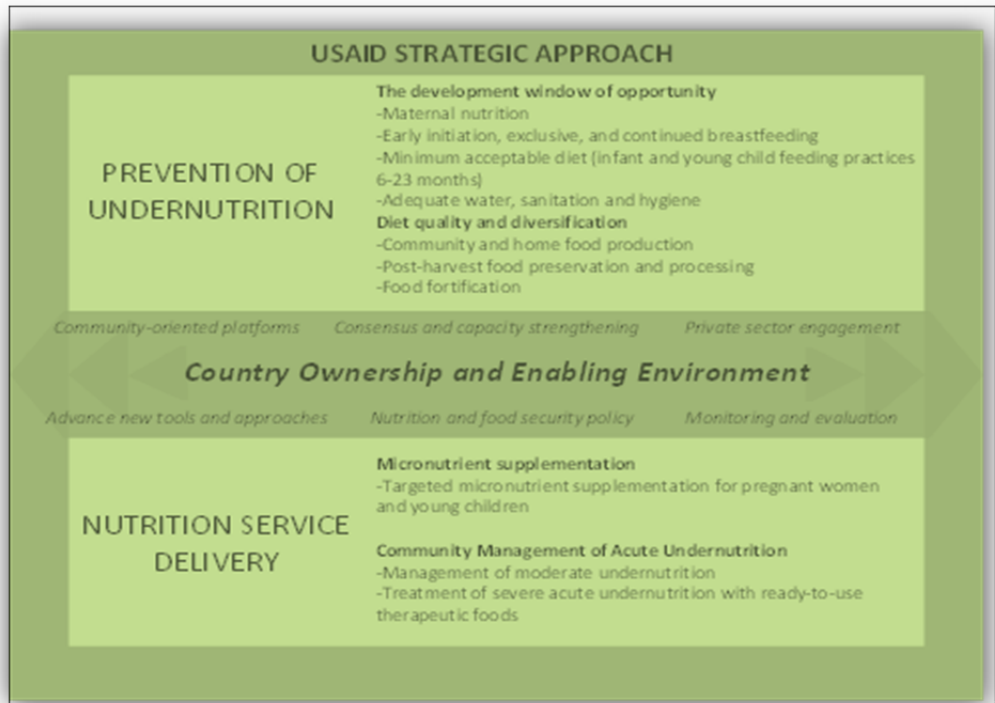 USAID STRATEGIC APPROACH
PREVENTION OF
UNDERNUTRITION
The development window of opportunity
-Maternal nutrition
-Early initiation, exclusive, and continued breastfeeding
-Minimum acceptable diet (infant and young child feeding practices
6-23 months)
-Adequate water, sanitation and hygiene
Diet quality and diversification
-Community and home food production
-Post-harvest food preservation and processing
-Food fortification
Community-oriented platforms Consensus and capacity strengthening Private sector engagement
Country Ownership and Enabling Environment
Advance new tools and approaches Nutrition and food security policy Monitoring and evaluation
NUTRITION SERVICE
DELIVERY
Micronutrient supplementation
-Targeted micronutrient supplementation for pregnant women
and young children
Community Management of Acute Undernutrition
-Management of moderate undernutrition
-Treatment of severe acute undernutrition with ready-to-use
therapeutic foods